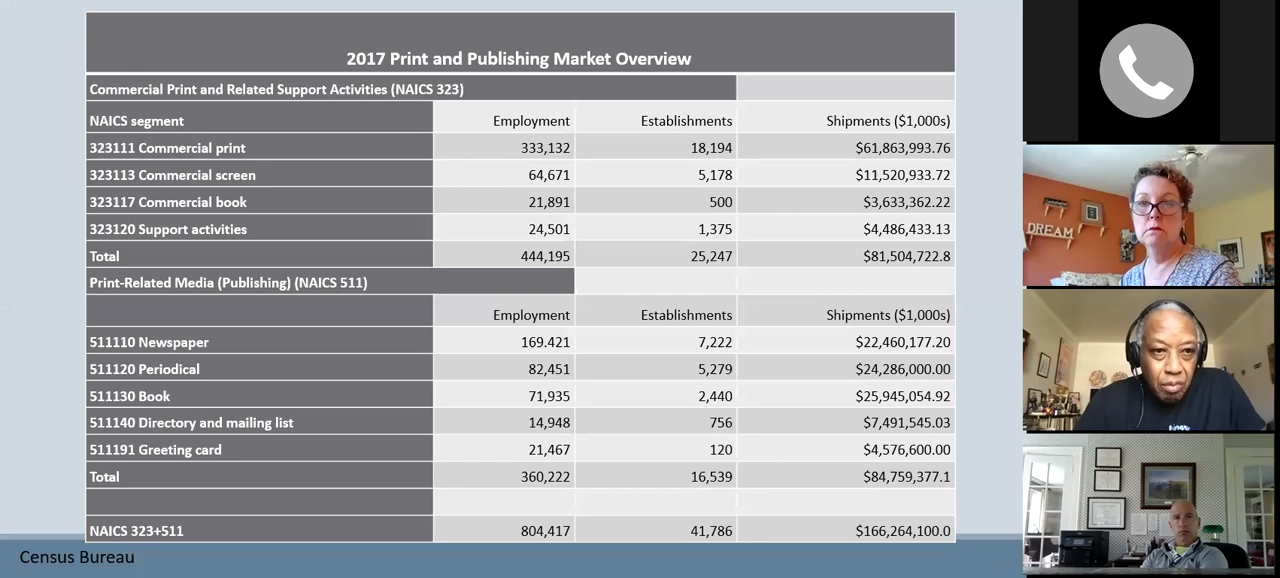 2017 Print and Publishing Market Overview
Commercial Print and Related Support Activities (NAICS 323)
NAICS segment Employment Establishments Shipments ($1,000s)
323111 Commercial print 333,132 18,194 $61,863,993.76
323113 Commercial screen 64,671 5,178 $11,520,933.72
323117 Commercial book 21,891 500 $3,633,362.22
323120 Support activities 24,501 1,375 $4,486,433.13
Total 444,195 25,247 $81,504,722.8
Print-Related Media (Publishing) (NAICS 511)
Employment Establishments Shipments ($1,000s)
511110 Newspaper 169.421 7,222 $22,460,177.20
511120 Periodical 82,451 5,279 $24,286,000.00
511130 Book 71,935 2,440 $25,945,054.92
511140 Directory and mailing list 14,948 756 $7,491,545.03
511191 Greeting card 21,467 120 $4,576,600.00
Total 360,222 16,539 $84,759,377.1
NAICS 323+511 804,417 41,786 $166,264,100.0
Census Bureau
DREAM